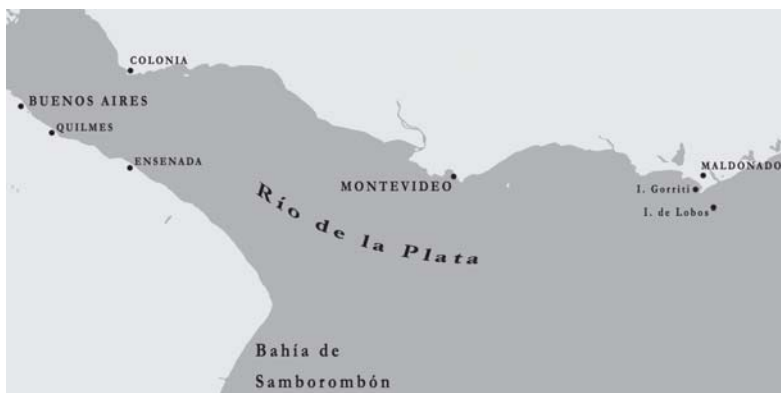 COLONIA
BUENOS AIRES
QUILMES
ENSENADA
MALDONADO
MONTEVIDEO
I. Gorriti
I. de Lobos
Río de la Plata
Bahía de
Samborombón